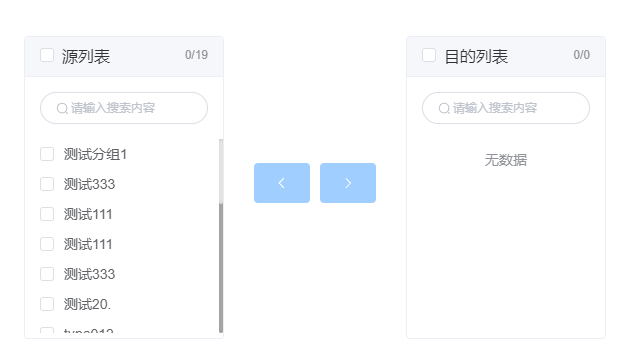 源列表 0/19
请输入搜索内容
测试分组1
测试333
测试111
测试111
测试333
测试20.
目的列表 0/0
请输入搜索内容
无数据